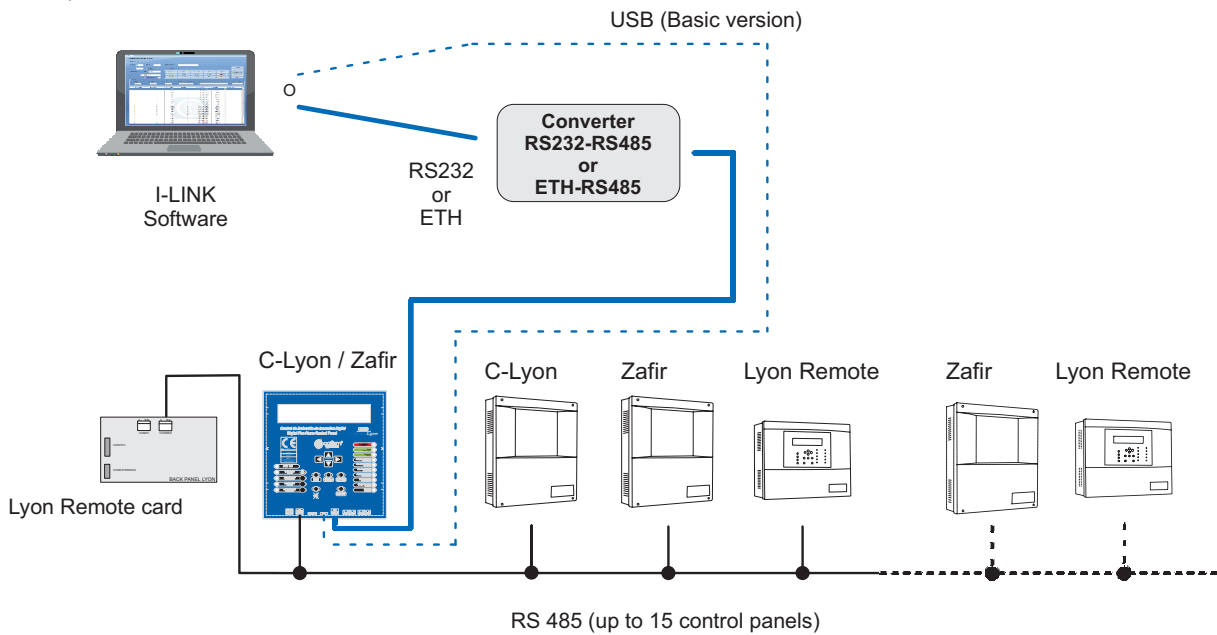 USB (Basic version)
O
Converter
RS232-RS485
or
ETH-RS485
RS232
or
ETH
I-LINK
Software
C-Lyon / Zafir
C-Lyon
Zafir
Lyon Remote
Zafir
Lyon Remote
CE
BACK PANEL LYON
Lyon Remote card
RS 485 (up to 15 control panels)